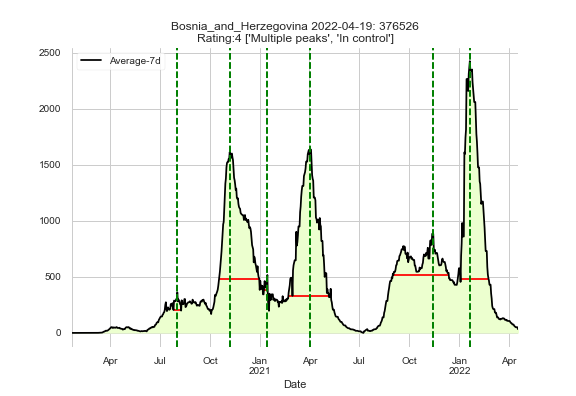 Bosnia_and_Herzegovina 2022-04-19: 376526
Rating:4 ['Multiple peaks', 'In control']
Average-7d
2500
2000
1500
1000
500
0
Apr Jul Oct Jan Apr Jul Oct Jan Apr
2021 2022
Date